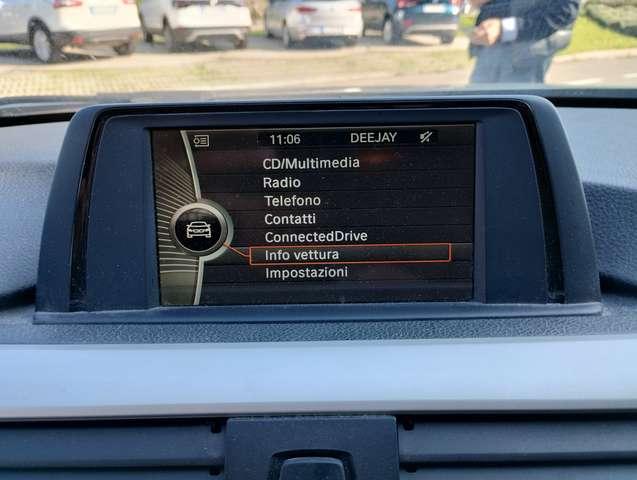 11:06 DEEJAY
CD/Multimedia
Radio
Telefono
Contatti
ConnectedDrive
Info vettura
Impostazioni